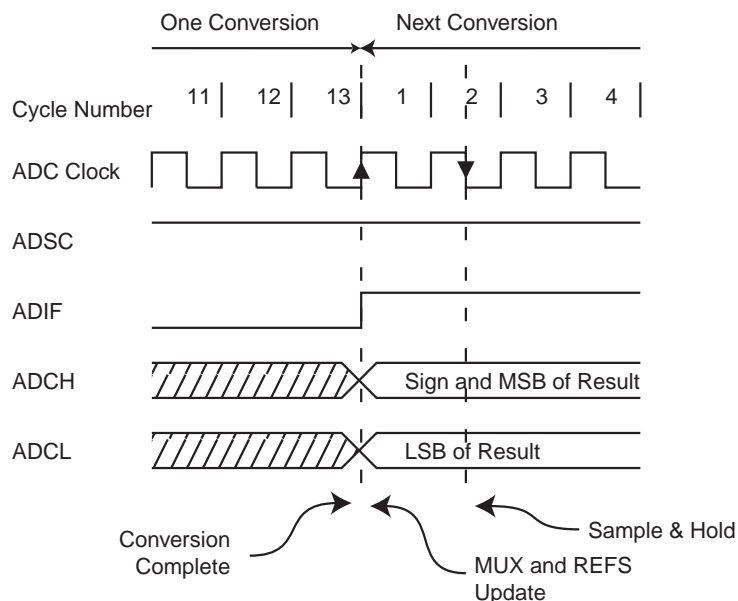 One Conversion Next Conversion
Cycle Number 11 12 13 1 2 3 4
ADC Clock
ADSC
ADIF
ADCH Sign and MSB of Result
ADCL LSB of Result
Conversion
Complete
MUX and REFS
Update
Sample & Hold